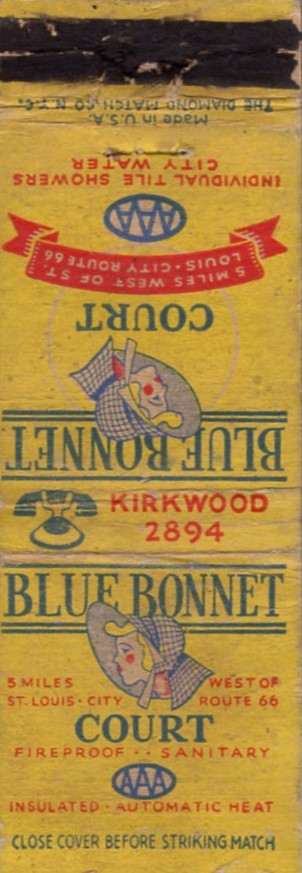 THE DIAMOND MATCH CO. N.Y.C.
Made in U.S.A.
INDIVIDUAL TILE SHOWERS
CITY WATER
AAA
5 MILES WEST OF ST.
LOUIS · CITY ROUTE 66
BLUE BONNET
COURT
KIRKWOOD
2894
BLUE BONNET
5 MILES WEST OF
ST. LOUIS · CITY ROUTE 66
COURT
FIREPROOF · · SANITARY
AAA
INSULATED · AUTOMATIC HEAT
CLOSE COVER BEFORE STRIKING MATCH